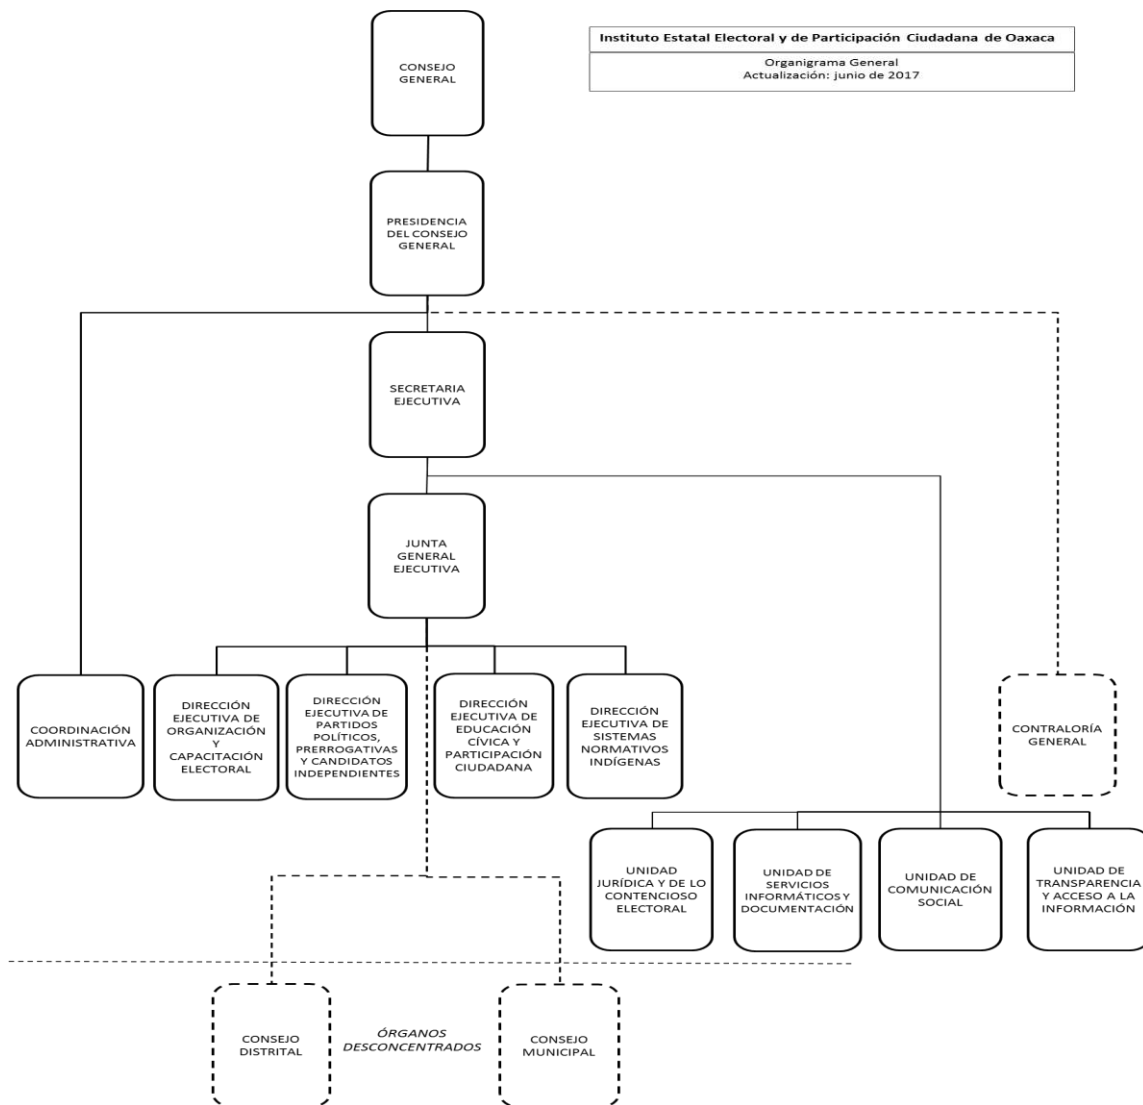 Instituto Estatal Electoral y de Participación Ciudadana de Oaxaca
Organigrama General
Actualización: junio de 2017
CONSEJO
GENERAL
PRESIDENCIA
DEL CONSEJO
GENERAL
SECRETARIA
EJECUTIVA
JUNTA
GENERAL
EJECUTIVA
COORDINACIÓN
ADMINISTRATIVA
DIRECCIÓN
EJECUTIVA DE
ORGANIZACIÓN
Y
CAPACITACIÓN
ELECTORAL
DIRECCIÓN
EJECUTIVA DE
PARTIDOS
POLÍTICOS,
PRERROGATIVAS
Y CANDIDATOS
INDEPENDIENTES
DIRECCIÓN
EJECUTIVA DE
EDUCACIÓN
CÍVICA Y
PARTICIPACIÓN
CIUDADANA
DIRECCIÓN
EJECUTIVA DE
SISTEMAS
NORMATIVOS
INDÍGENAS
CONTRALORÍA
GENERAL
UNIDAD
JURÍDICA Y DE LO
CONTENCIOSO
ELECTORAL
UNIDAD DE
SERVICIOS
INFORMÁTICOS Y
DOCUMENTACIÓN
UNIDAD DE
COMUNICACIÓN
SOCIAL
UNIDAD DE
TRANSPARENCIA
Y ACCESO A LA
INFORMACIÓN
CONSEJO
DISTRITAL
ÓRGANOS
DESCONCENTRADOS
CONSEJO
MUNICIPAL